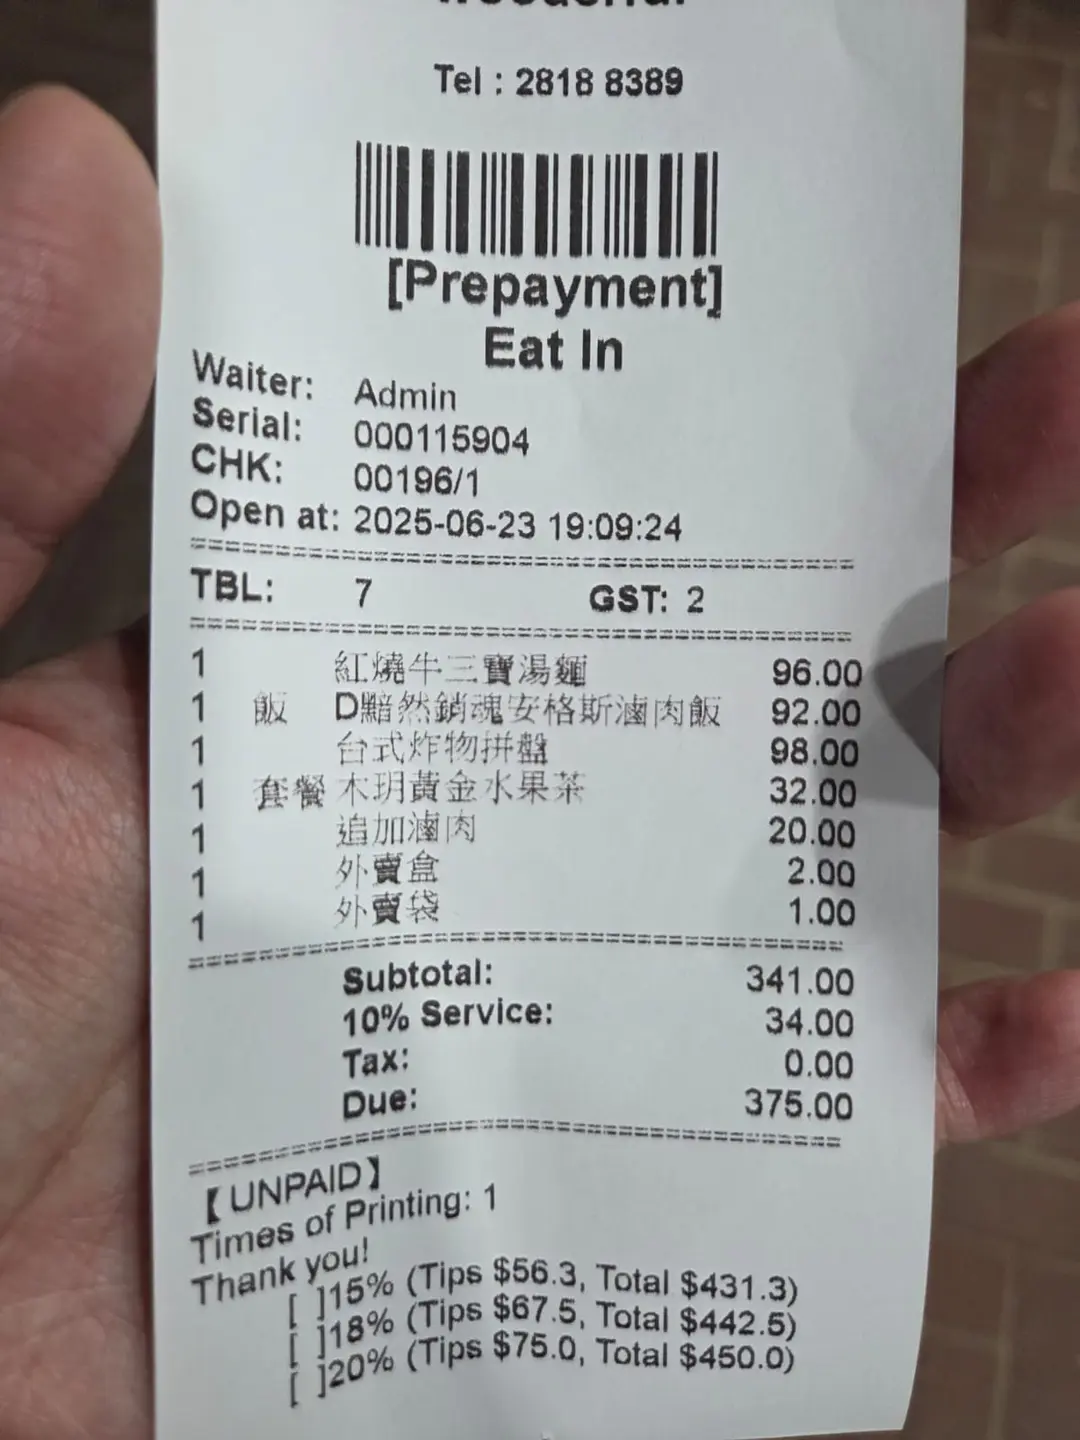 Tel : 2818 8389
[Prepayment]
Eat In
Waiter: Admin
Serial: 000115904
CHK: 00196/1
Open at: 2025-06-23 19:09:24
TBL: 7 GST: 2
1 紅燒牛三寶湯麵 96.00
1 飯 D黯然銷魂安格斯滷肉飯 92.00
1 台式炸物拼盤 98.00
1 套餐 木玥黃金水果茶 32.00
1 追加滷肉 20.00
1 外賣盒 2.00
1 外賣袋 1.00
Subtotal: 341.00
10% Service: 34.00
Tax: 0.00
Due: 375.00
【UNPAID】
Times of Printing: 1
Thank you!
[ ]15% (Tips $56.3, Total $431.3)
[ ]18% (Tips $67.5, Total $442.5)
[ ]20% (Tips $75.0, Total $450.0)